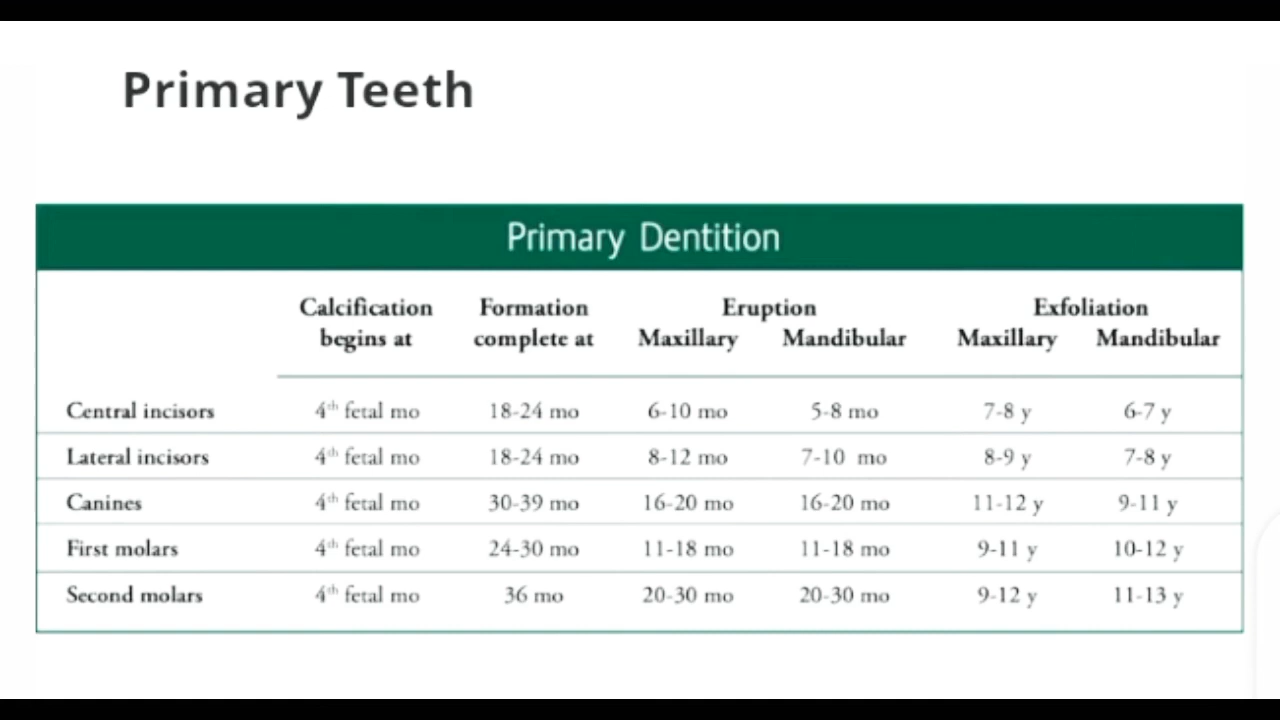 Primary Teeth
Primary Dentition
Calcification Formation Eruption Exfoliation
begins at complete at Maxillary Mandibular Maxillary Mandibular
Central incisors 4th fetal mo 18-24 mo 6-10 mo 5-8 mo 7-8 y 6-7 y
Lateral incisors 4th fetal mo 18-24 mo 8-12 mo 7-10 mo 8-9 y 7-8 y
Canines 4th fetal mo 30-39 mo 16-20 mo 16-20 mo 11-12 y 9-11 y
First molars 4th fetal mo 24-30 mo 11-18 mo 11-18 mo 9-11 y 10-12 y
Second molars 4th fetal mo 36 mo 20-30 mo 20-30 mo 9-12 y 11-13 y